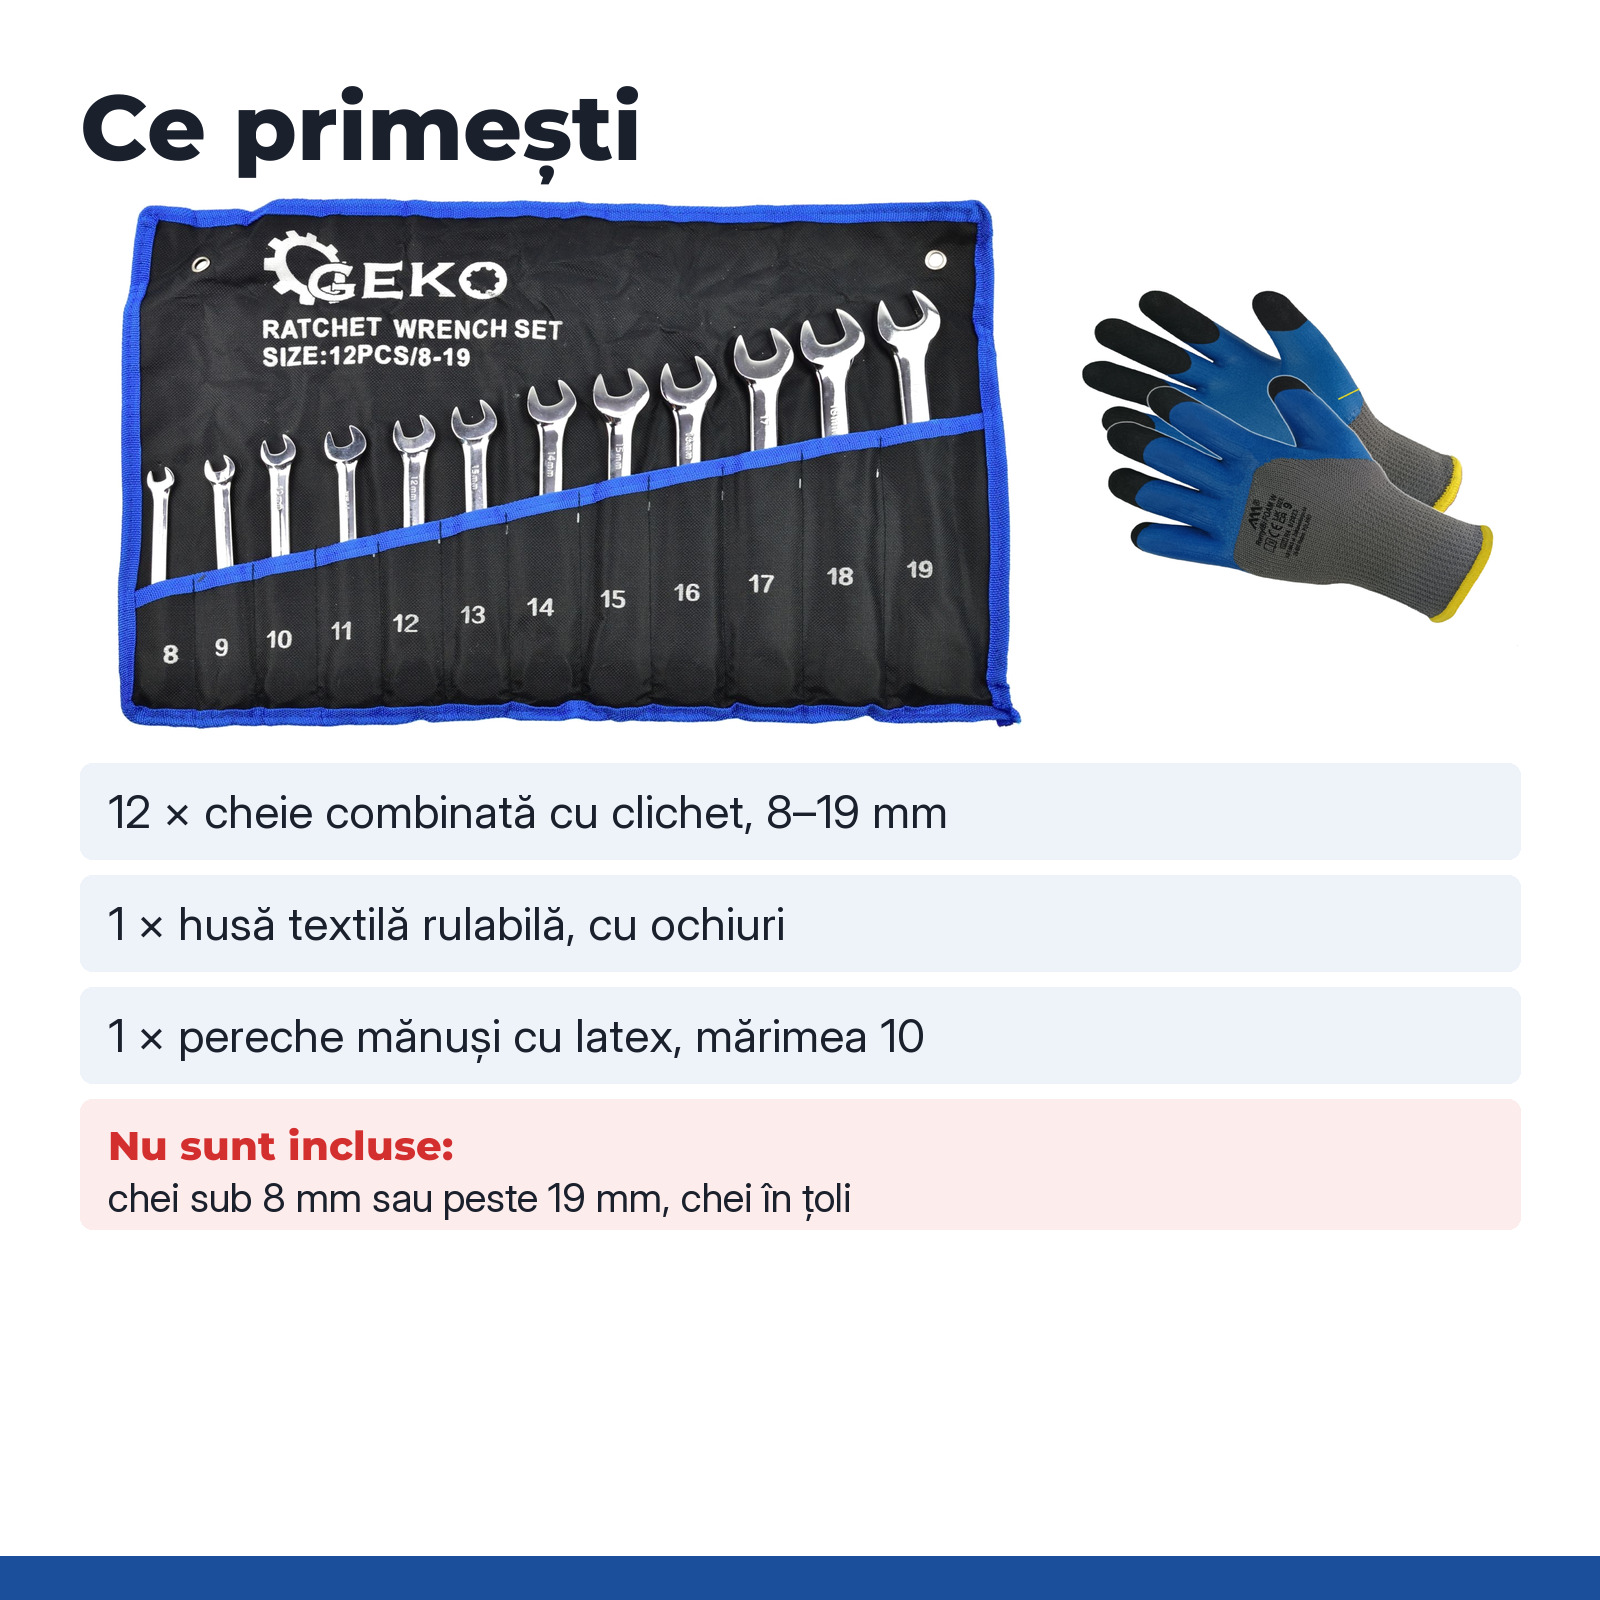 Ce primești
GEKO
RATCHET WRENCH SET
SIZE:12PCS/8-19
14mm
15mm
12mm
8
9
10
11
12
13
14
15
16
17
18
19
12 × cheie combinată cu clichet, 8–19 mm
1 × husă textilă rulabilă, cu ochiuri
1 × pereche mănuși cu latex, mărimea 10
Nu sunt incluse:
chei sub 8 mm sau peste 19 mm, chei în țoli